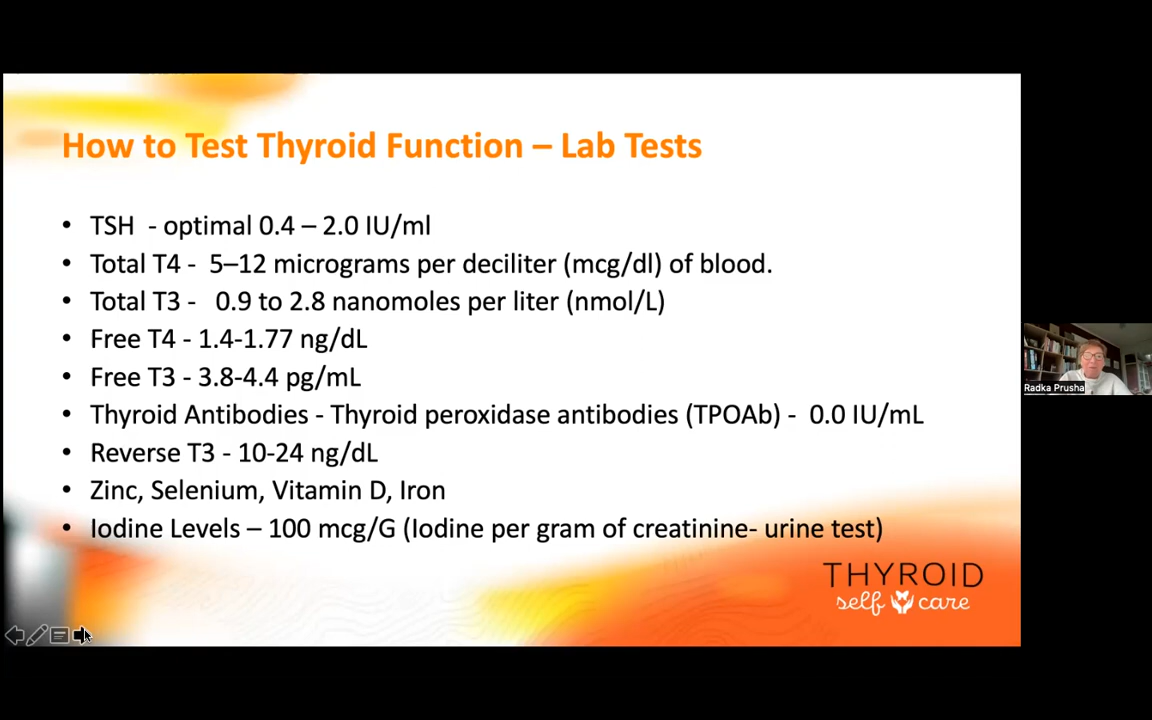 How to Test Thyroid Function – Lab Tests
• TSH - optimal 0.4 – 2.0 IU/ml
• Total T4 - 5–12 micrograms per deciliter (mcg/dl) of blood.
• Total T3 - 0.9 to 2.8 nanomoles per liter (nmol/L)
• Free T4 - 1.4-1.77 ng/dL
• Free T3 - 3.8-4.4 pg/mL
• Thyroid Antibodies - Thyroid peroxidase antibodies (TPOAb) - 0.0 IU/mL
• Reverse T3 - 10-24 ng/dL
• Zinc, Selenium, Vitamin D, Iron
• Iodine Levels – 100 mcg/G (Iodine per gram of creatinine- urine test)
THYROID
self care
Radka Prusha